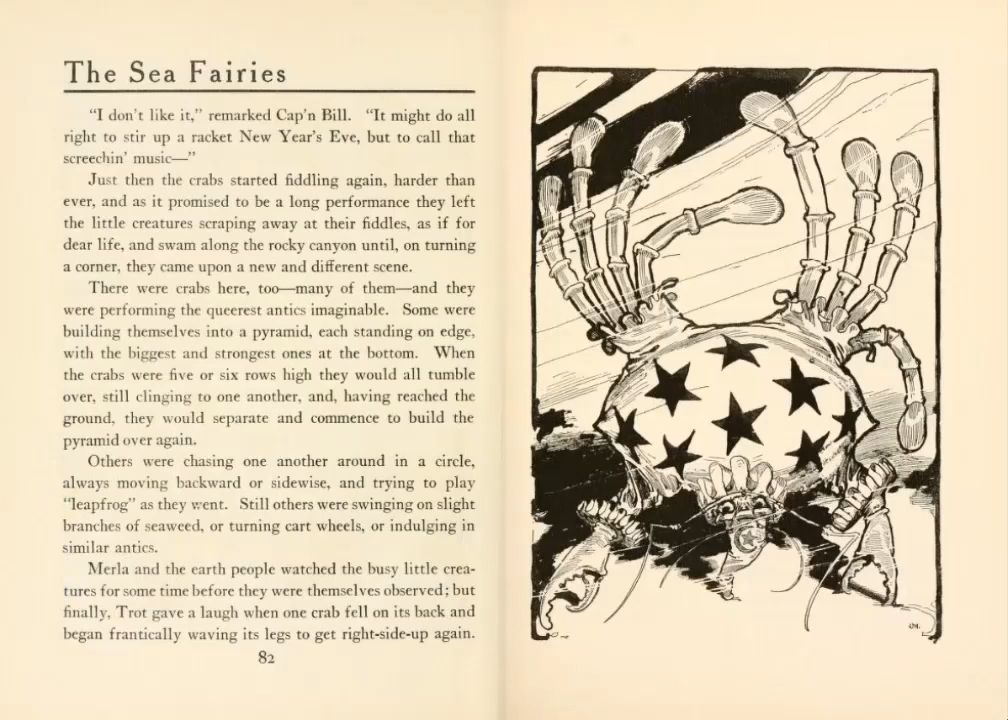 The Sea Fairies
"I don't like it," remarked Cap'n Bill. "It might do all
right to stir up a racket New Year's Eve, but to call that
screechin' music—"
Just then the crabs started fiddling again, harder than
ever, and as it promised to be a long performance they left
the little creatures scraping away at their fiddles, as if for
dear life, and swam along the rocky canyon until, on turning
a corner, they came upon a new and different scene.
There were crabs here, too—many of them—and they
were performing the queerest antics imaginable. Some were
building themselves into a pyramid, each standing on edge,
with the biggest and strongest ones at the bottom. When
the crabs were five or six rows high they would all tumble
over, still clinging to one another, and, having reached the
ground, they would separate and commence to build the
pyramid over again.
Others were chasing one another around in a circle,
always moving backward or sidewise, and trying to play
"leapfrog" as they went. Still others were swinging on slight
branches of seaweed, or turning cart wheels, or indulging in
similar antics.
Merla and the earth people watched the busy little crea-
tures for some time before they were themselves observed; but
finally, Trot gave a laugh when one crab fell on its back and
began frantically waving its legs to get right-side-up again.
82